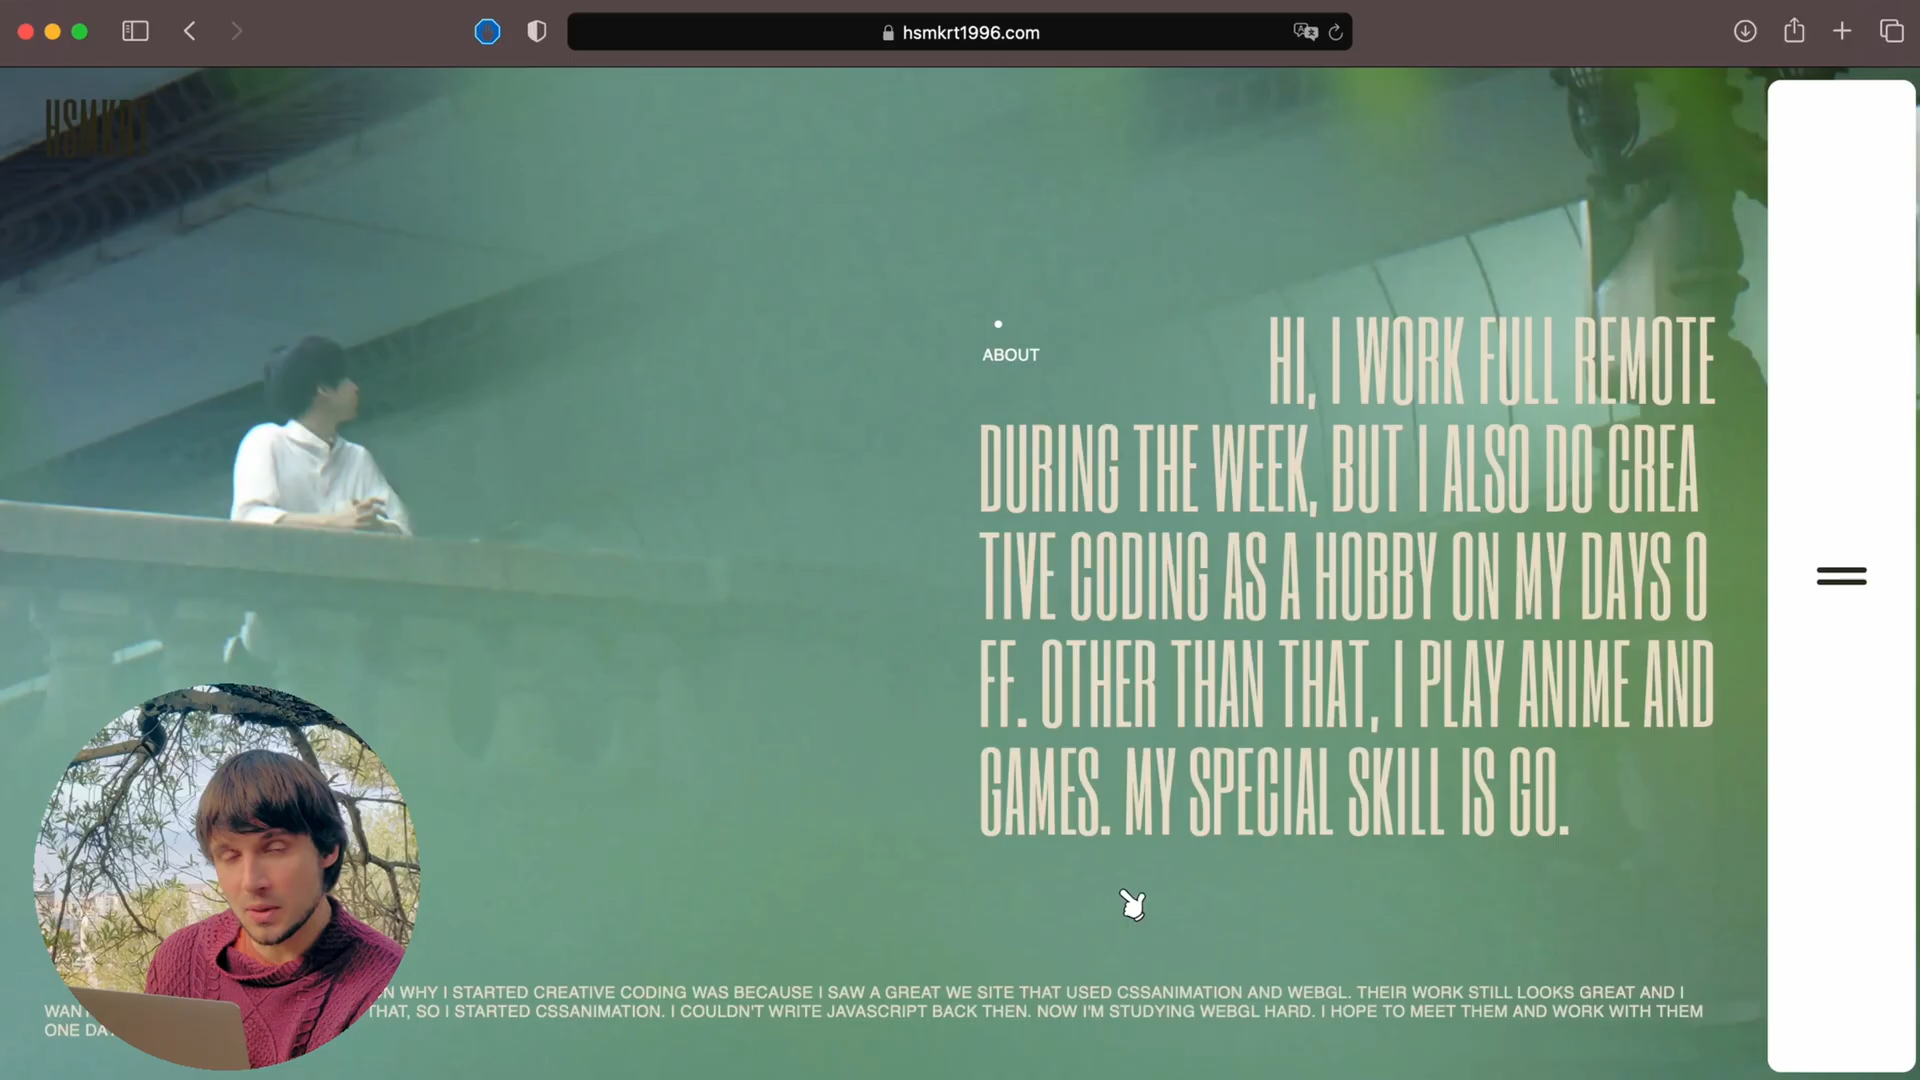 hsmkrt1996.com
HSMKRT
ABOUT
HI, I WORK FULL REMOTE
DURING THE WEEK, BUT I ALSO DO CREA
TIVE CODING AS A HOBBY ON MY DAYS O
FF. OTHER THAN THAT, I PLAY ANIME AND
GAMES. MY SPECIAL SKILL IS GO.
N WHY I STARTED CREATIVE CODING WAS BECAUSE I SAW A GREAT WE SITE THAT USED CSSANIMATION AND WEBGL. THEIR WORK STILL LOOKS GREAT AND I
WAN THAT, SO I STARTED CSSANIMATION. I COULDN'T WRITE JAVASCRIPT BACK THEN. NOW I'M STUDYING WEBGL HARD. I HOPE TO MEET THEM AND WORK WITH THEM
ONE DA